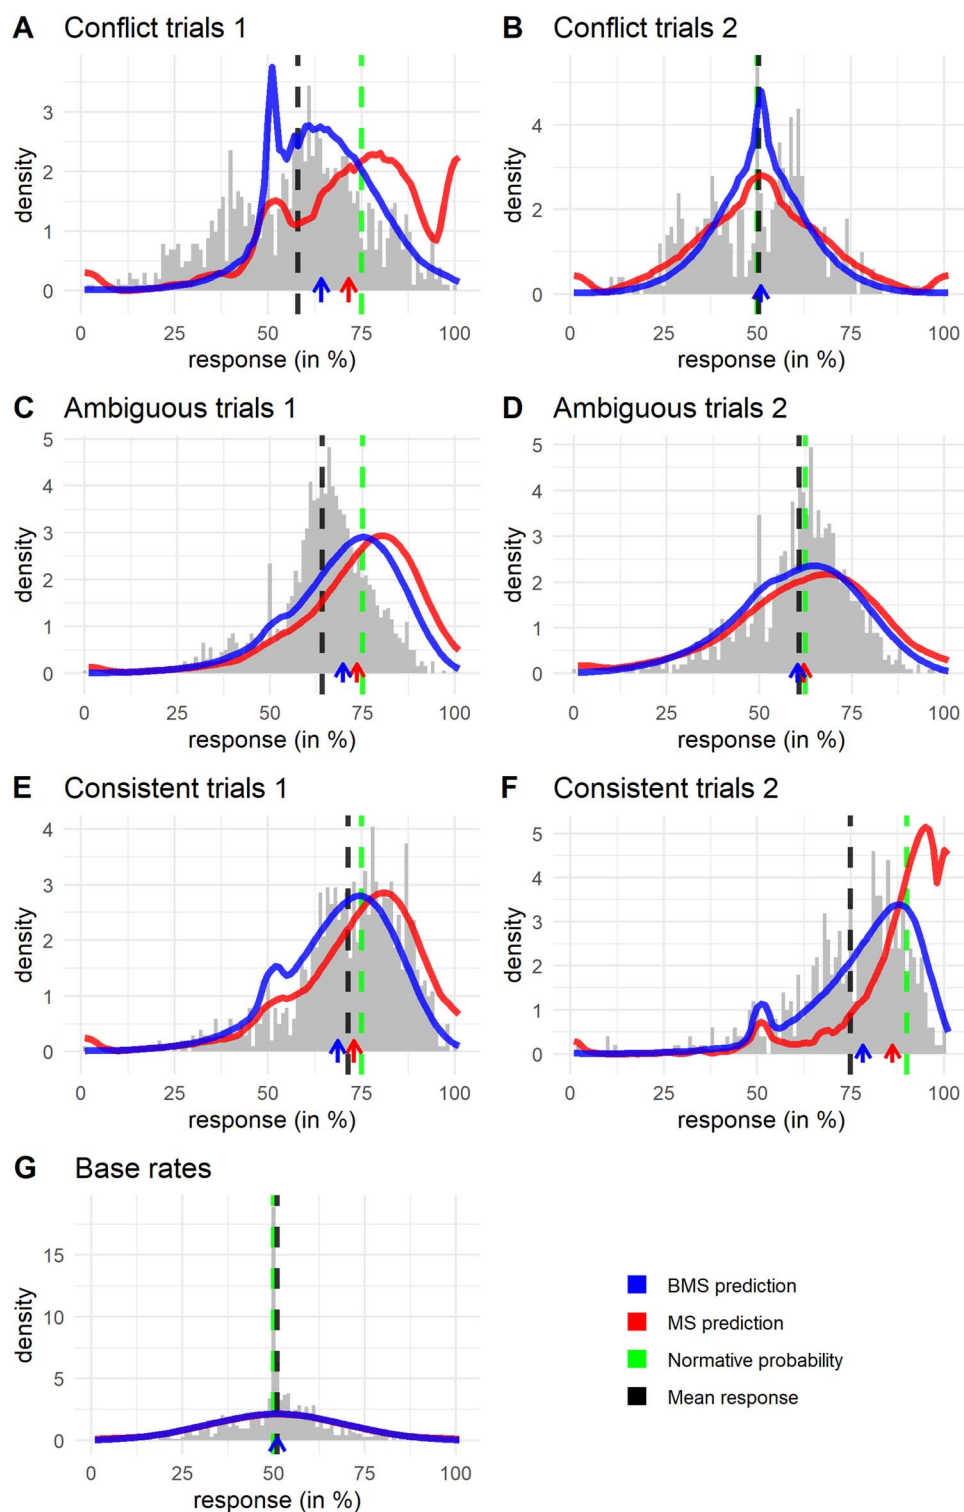 A Conflict trials 1
density
3
2
1
0
0 25 50 75 100
response (in %)
B Conflict trials 2
density
4
2
0
0 25 50 75 100
response (in %)
C Ambiguous trials 1
density
5
4
3
2
1
0
0 25 50 75 100
response (in %)
D Ambiguous trials 2
density
5
4
3
2
1
0
0 25 50 75 100
response (in %)
E Consistent trials 1
density
4
3
2
1
0
0 25 50 75 100
response (in %)
F Consistent trials 2
density
5
4
3
2
1
0
0 25 50 75 100
response (in %)
G Base rates
density
15
10
5
0
0 25 50 75 100
response (in %)
BMS prediction
MS prediction
Normative probability
Mean response